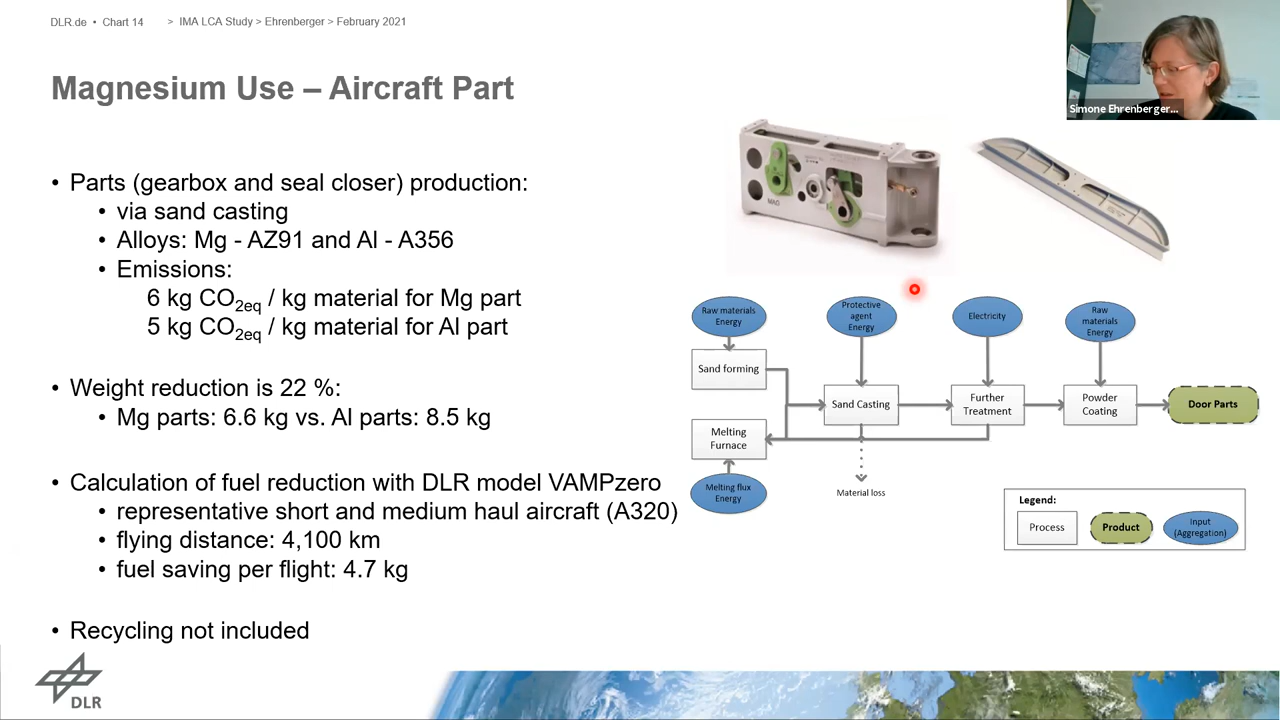 DLR.de • Chart 14 > IMA LCA Study > Ehrenberger > February 2021
Simone Ehrenberger...
Magnesium Use – Aircraft Part
• Parts (gearbox and seal closer) production:
• via sand casting
• Alloys: Mg - AZ91 and Al - A356
• Emissions:
6 kg CO2eq / kg material for Mg part
5 kg CO2eq / kg material for Al part
• Weight reduction is 22 %:
• Mg parts: 6.6 kg vs. Al parts: 8.5 kg
• Calculation of fuel reduction with DLR model VAMPzero
• representative short and medium haul aircraft (A320)
• flying distance: 4,100 km
• fuel saving per flight: 4.7 kg
• Recycling not included
Raw materials
Energy
Protective
agent
Energy
Electricity
Raw
materials
Energy
Sand forming
Sand Casting
Further
Treatment
Powder
Coating
Door Parts
Melting
Furnace
Melting flux
Energy
Material loss
Legend:
Process
Product
Input
(Aggregation)
DLR